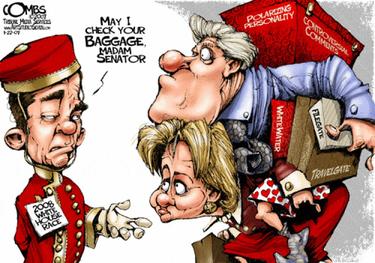 COMBS
TRIBUNE MEDIA SERVICES
MAY I
CHECK YOUR
BAGGAGE,
MADAM
SENATOR
POLARIZING
PERSONALITY
CONTROVERSIAL
COMMENTS
WHITEWATER
FILEGATE
TRAVELGATE
2008 WHITE
HOUSE
RACE